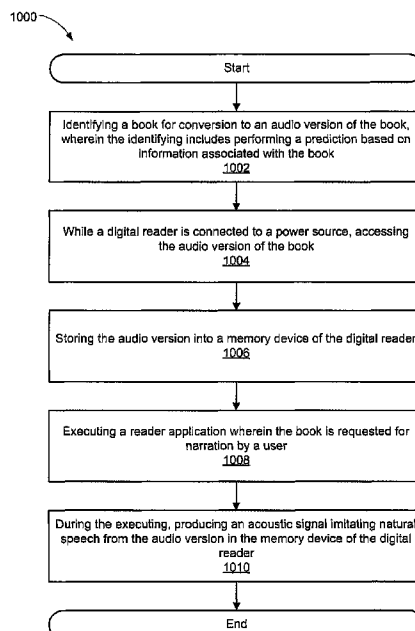 1000
Start
Identifying a book for conversion to an audio version of the book,
wherein the identifying includes performing a prediction based on
information associated with the book
1002
While a digital reader is connected to a power source, accessing
the audio version of the book
1004
Storing the audio version into a memory device of the digital reader
1006
Executing a reader application wherein the book is requested for
narration by a user
1008
During the executing, producing an acoustic signal imitating natural
speech from the audio version in the memory device of the digital
reader
1010
End